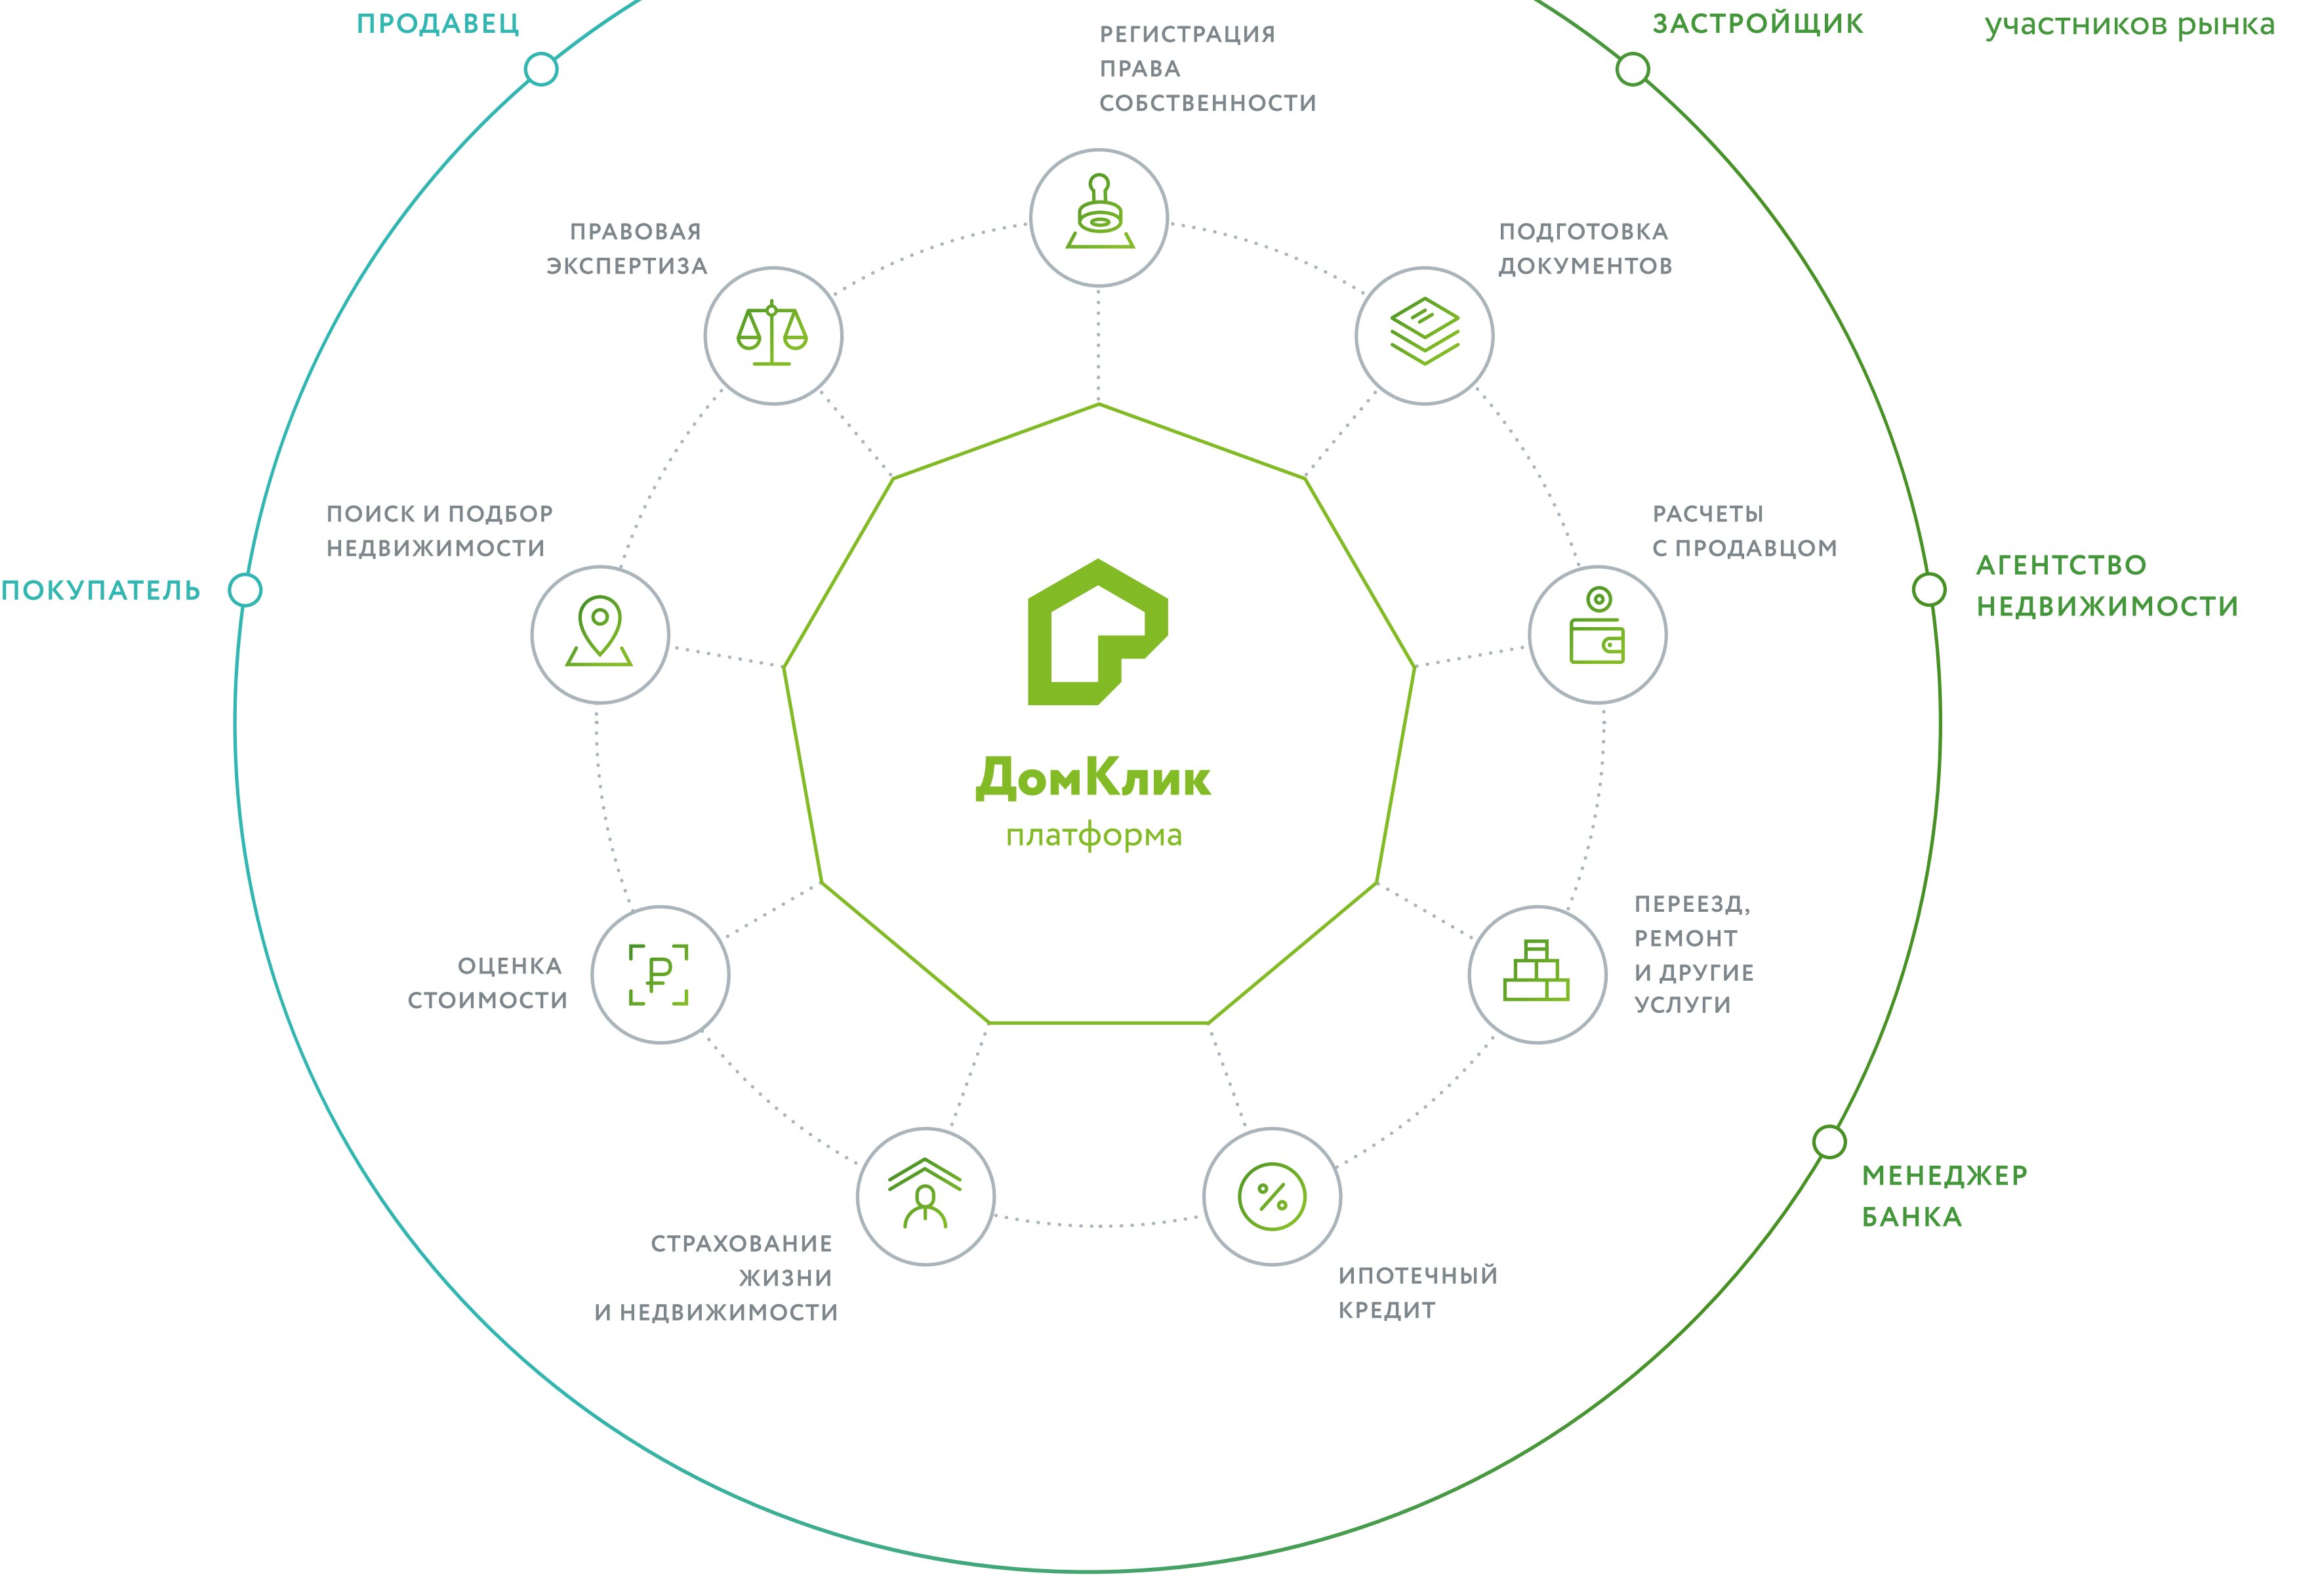 ПРОДАВЕЦ
ЗАСТРОЙЩИК
участников рынка
РЕГИСТРАЦИЯ
ПРАВА
СОБСТВЕННОСТИ
ПРАВОВАЯ
ЭКСПЕРТИЗА
ПОДГОТОВКА
ДОКУМЕНТОВ
ПОИСК И ПОДБОР
НЕДВИЖИМОСТИ
РАСЧЕТЫ
С ПРОДАВЦОМ
ПОКУПАТЕЛЬ
АГЕНТСТВО
НЕДВИЖИМОСТИ
ДомКлик
платформа
ОЦЕНКА
СТОИМОСТИ
ПЕРЕЕЗД,
РЕМОНТ
И ДРУГИЕ
УСЛУГИ
МЕНЕДЖЕР
БАНКА
СТРАХОВАНИЕ
ЖИЗНИ
И НЕДВИЖИМОСТИ
ИПОТЕЧНЫЙ
КРЕДИТ